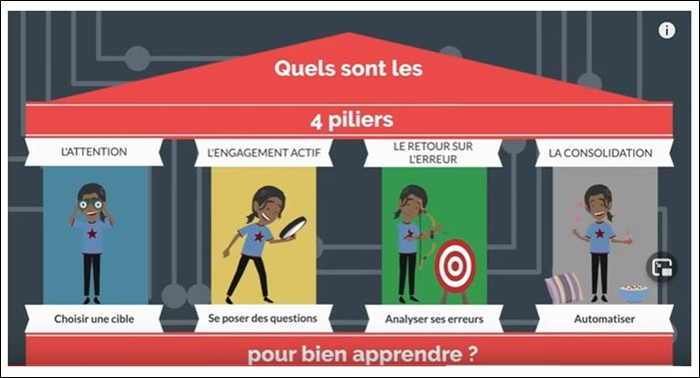 Quels sont les
4 piliers
L'ATTENTION
L'ENGAGEMENT ACTIF
LE RETOUR SUR
L'ERREUR
LA CONSOLIDATION
Choisir une cible
Se poser des questions
Analyser ses erreurs
Automatiser
pour bien apprendre ?